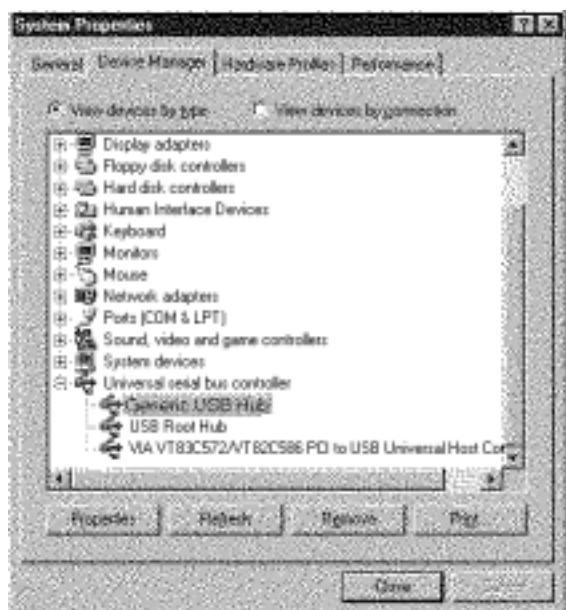 System Properties
General Device Manager Hardware Profiles Performance
View devices by type View devices by connection
Display adapters
Floppy disk controllers
Hard disk controllers
Human Interface Devices
Keyboard
Monitors
Mouse
Network adapters
Ports (COM & LPT)
Sound, video and game controllers
System devices
Universal serial bus controller
Generic USB Hub
USB Root Hub
VIA VT83C572/VT82C586 PCI to USB Universal Host Con
Properties Refresh Remove Print
Close